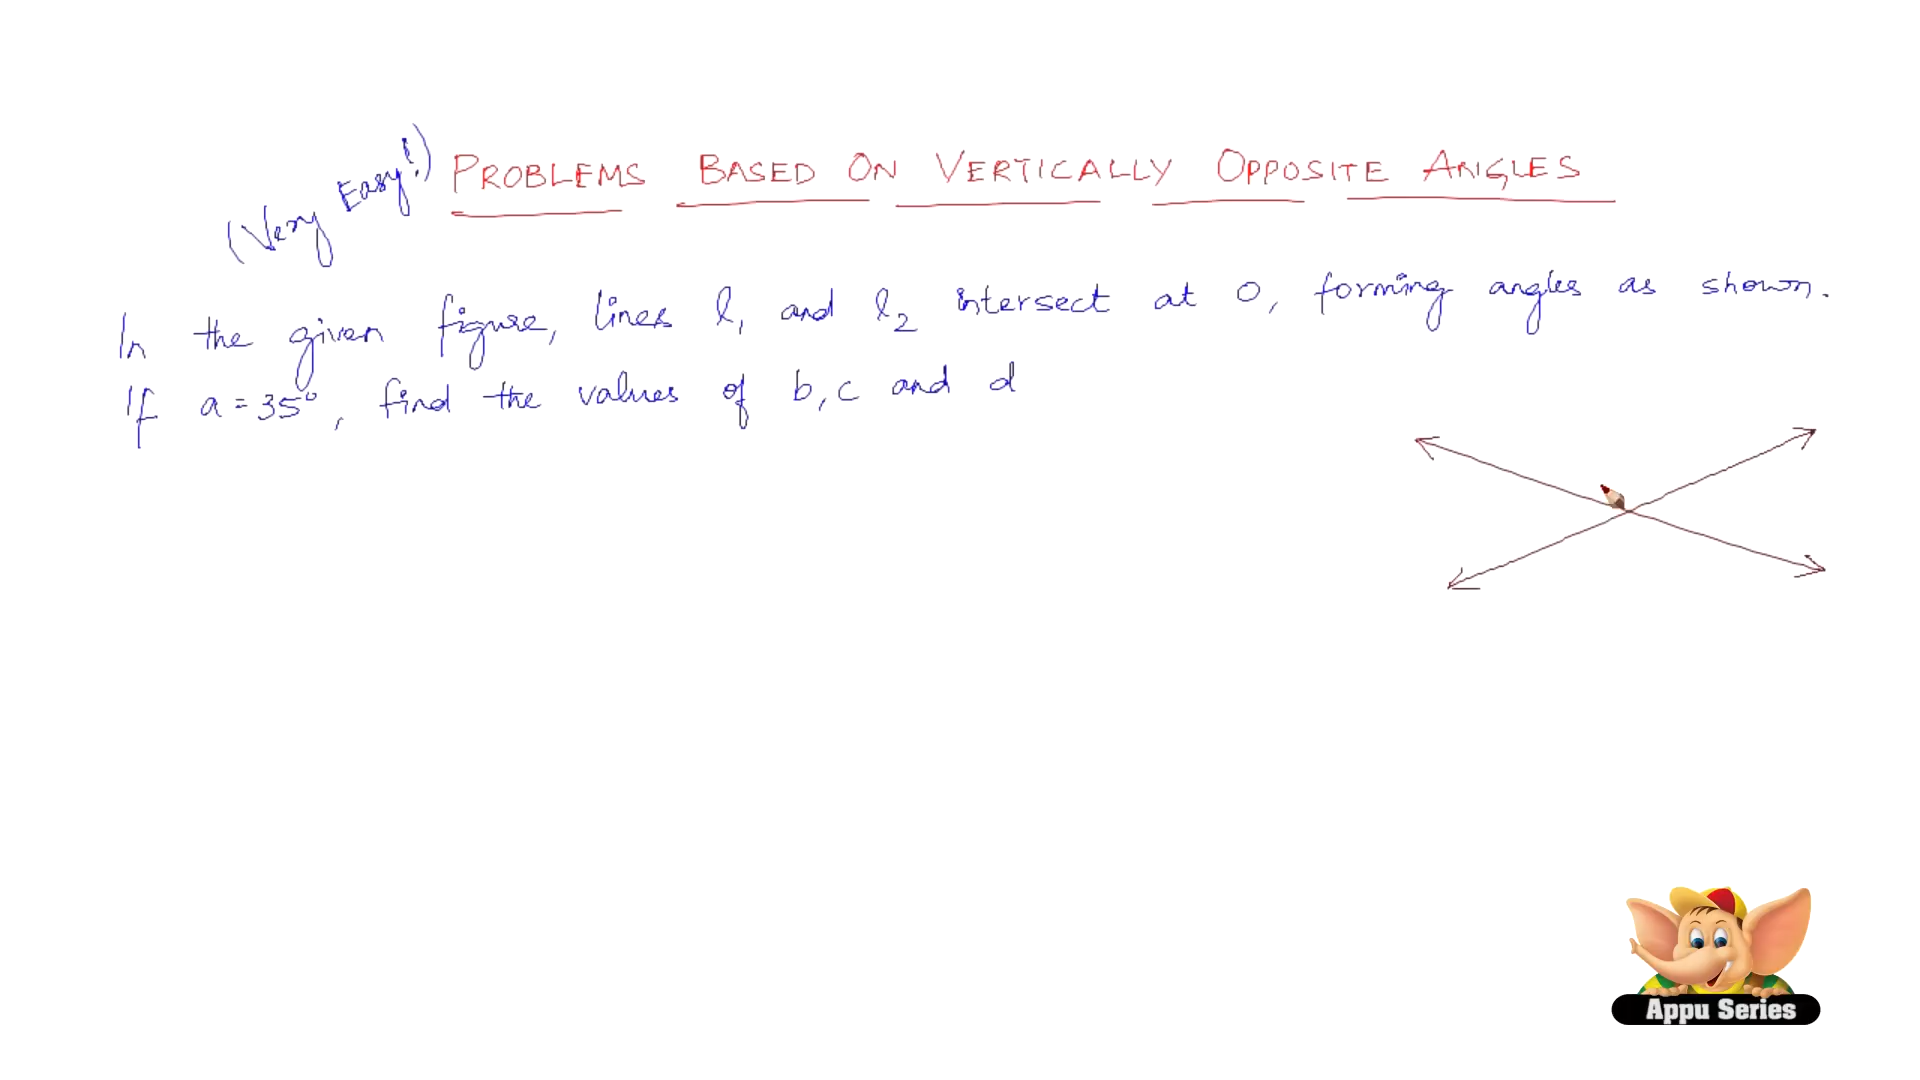 (Very Easy!) PROBLEMS BASED ON VERTICALLY OPPOSITE ANGLES
In the given figure, lines l₁ and l₂ intersect at O, forming angles as shown.
If a = 35°, find the values of b, c and d
Appu Series